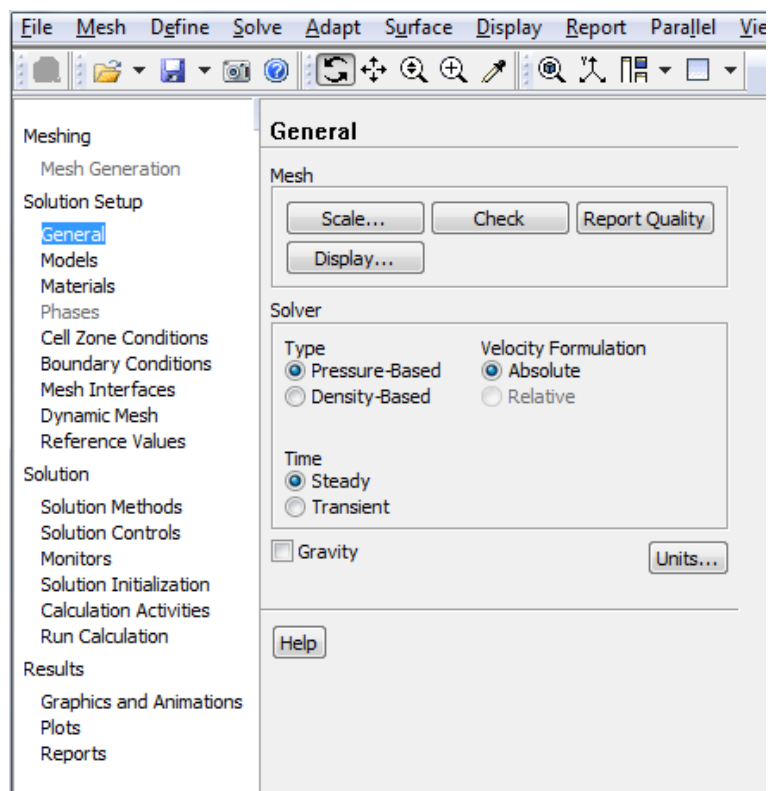 File Mesh Define Solve Adapt Surface Display Report Parallel Vie
Meshing
Mesh Generation
Solution Setup
General
Models
Materials
Phases
Cell Zone Conditions
Boundary Conditions
Mesh Interfaces
Dynamic Mesh
Reference Values
Solution
Solution Methods
Solution Controls
Monitors
Solution Initialization
Calculation Activities
Run Calculation
Results
Graphics and Animations
Plots
Reports
General
Mesh
Scale... Check Report Quality
Display...
Solver
Type Velocity Formulation
Pressure-Based Absolute
Density-Based Relative
Time
Steady
Transient
Gravity Units...
Help